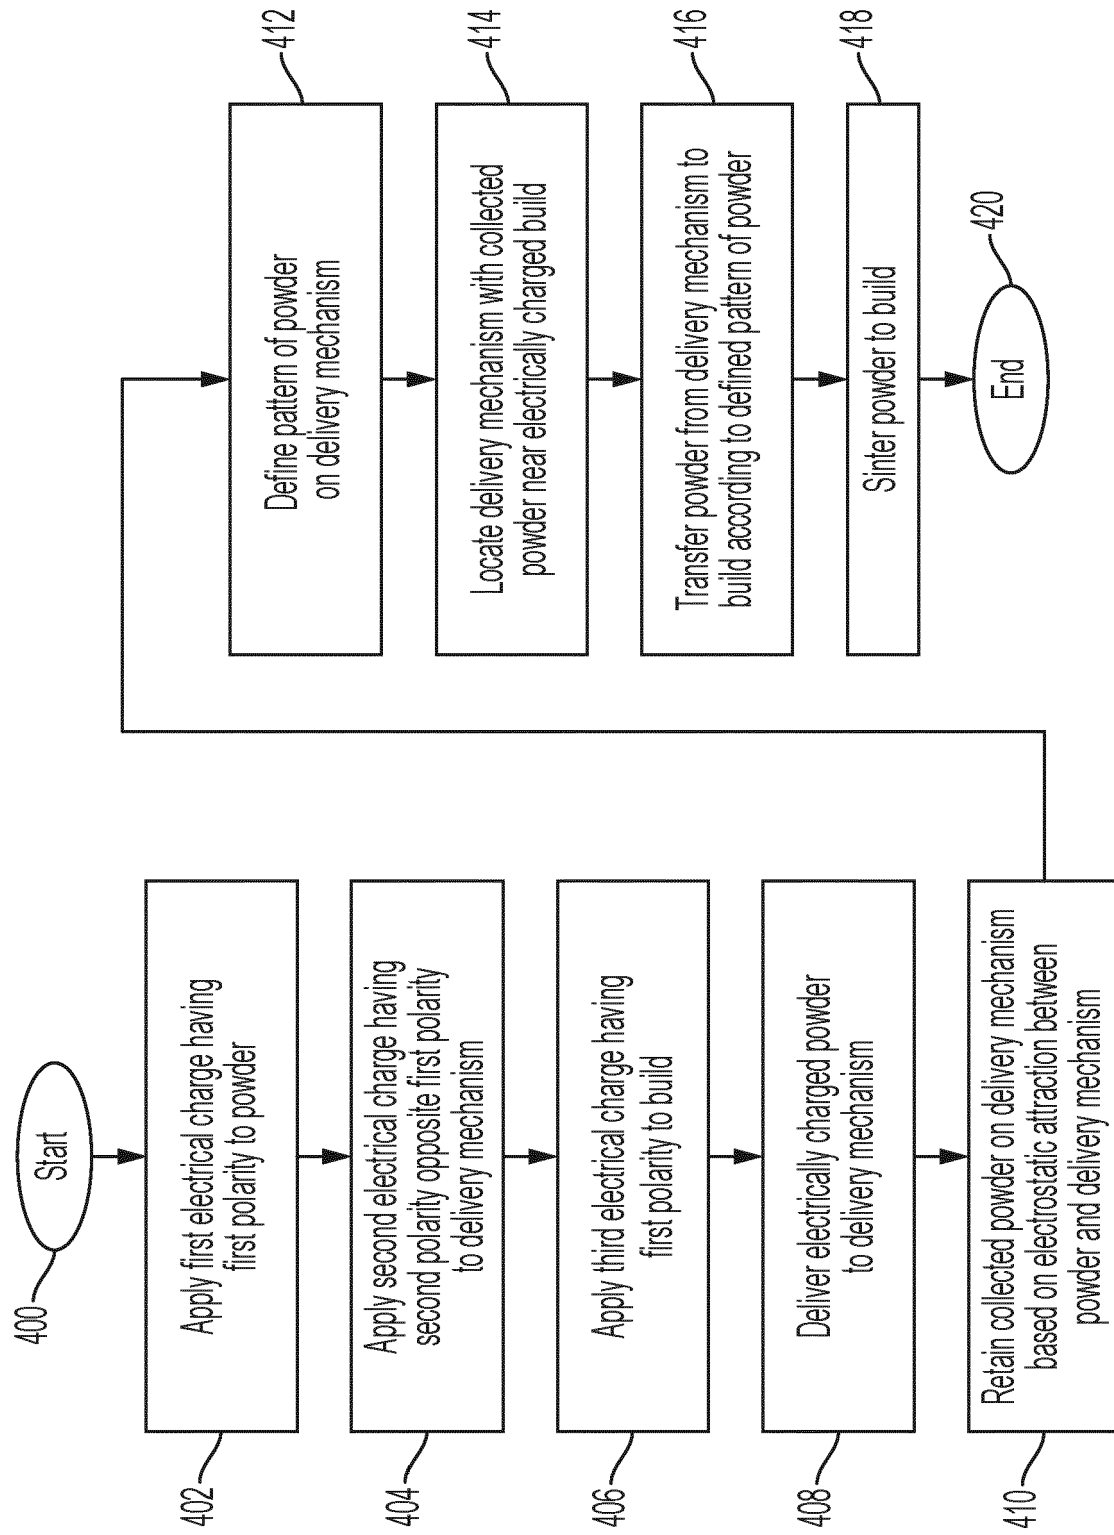 400
Start
402
Apply first electrical charge having
first polarity to powder
404
Apply second electrical charge having
second polarity opposite first polarity
to delivery mechanism
406
Apply third electrical charge having
first polarity to build
408
Deliver electrically charged powder
to delivery mechanism
410
Retain collected powder on delivery mechanism
based on electrostatic attraction between
powder and delivery mechanism
412
Define pattern of powder
on delivery mechanism
414
Locate delivery mechanism with collected
powder near electrically charged build
416
Transfer powder from delivery mechanism to
build according to defined pattern of powder
418
Sinter powder to build
420
End